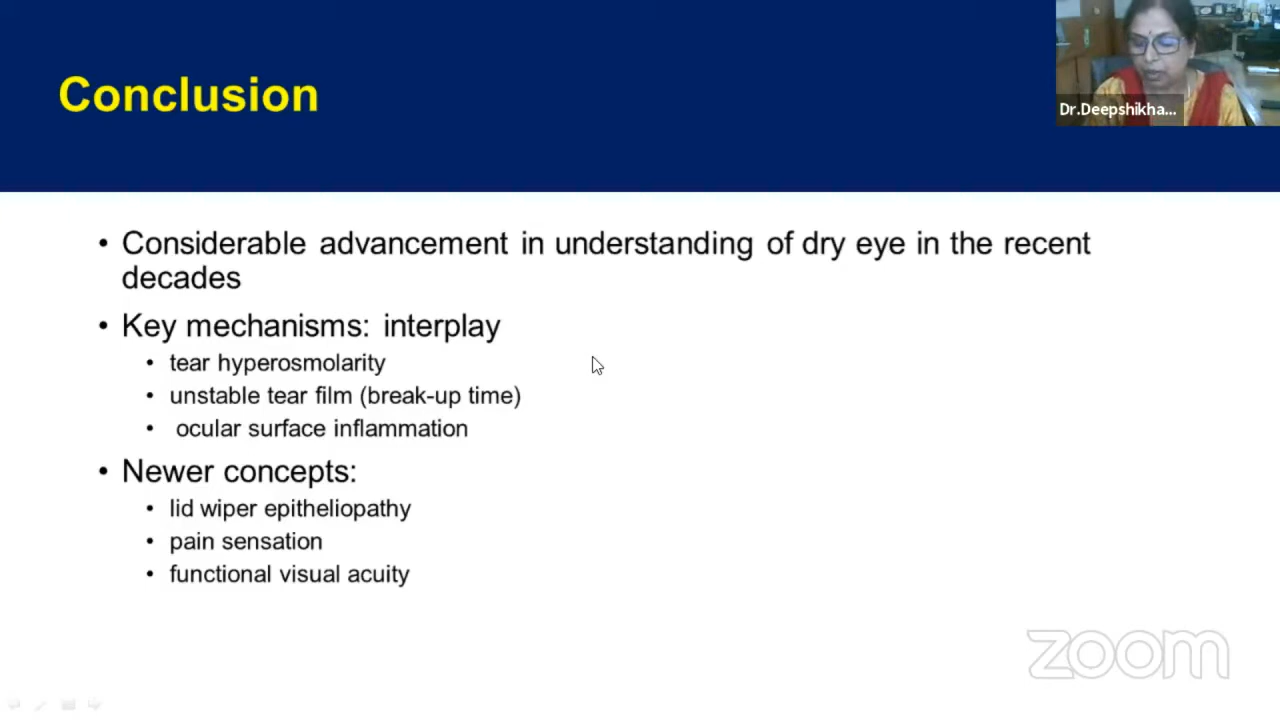 Conclusion
Dr.Deepshikha...
• Considerable advancement in understanding of dry eye in the recent
decades
• Key mechanisms: interplay
• tear hyperosmolarity
• unstable tear film (break-up time)
• ocular surface inflammation
• Newer concepts:
• lid wiper epitheliopathy
• pain sensation
• functional visual acuity
zoom